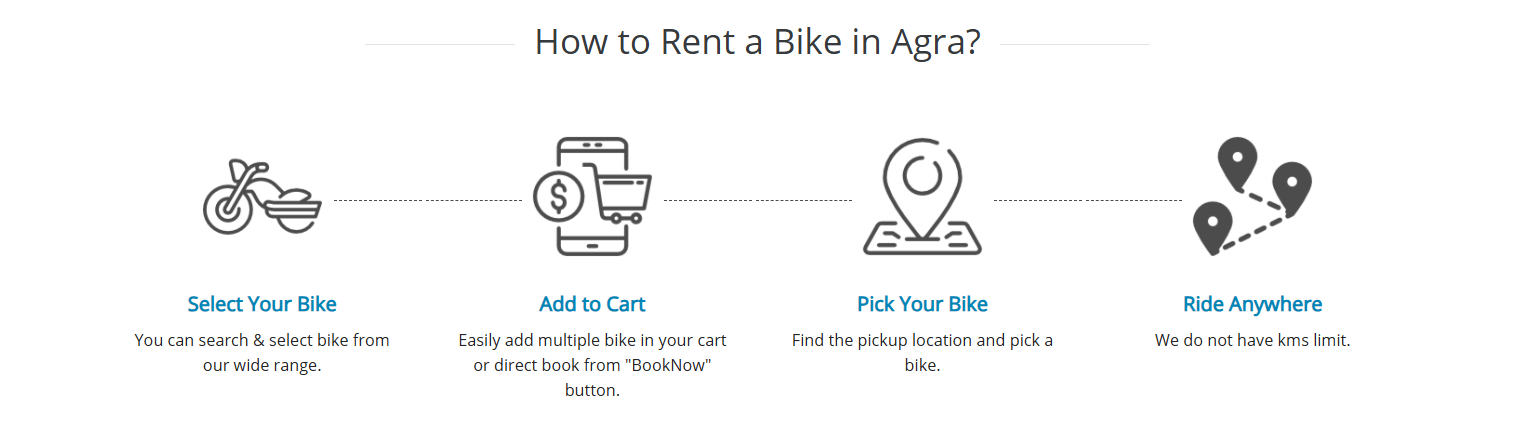 How to Rent a Bike in Agra?
$
Select Your Bike
You can search & select bike from
our wide range.
Add to Cart
Easily add multiple bike in your cart
or direct book from "BookNow"
button.
Pick Your Bike
Find the pickup location and pick a
bike.
Ride Anywhere
We do not have kms limit.